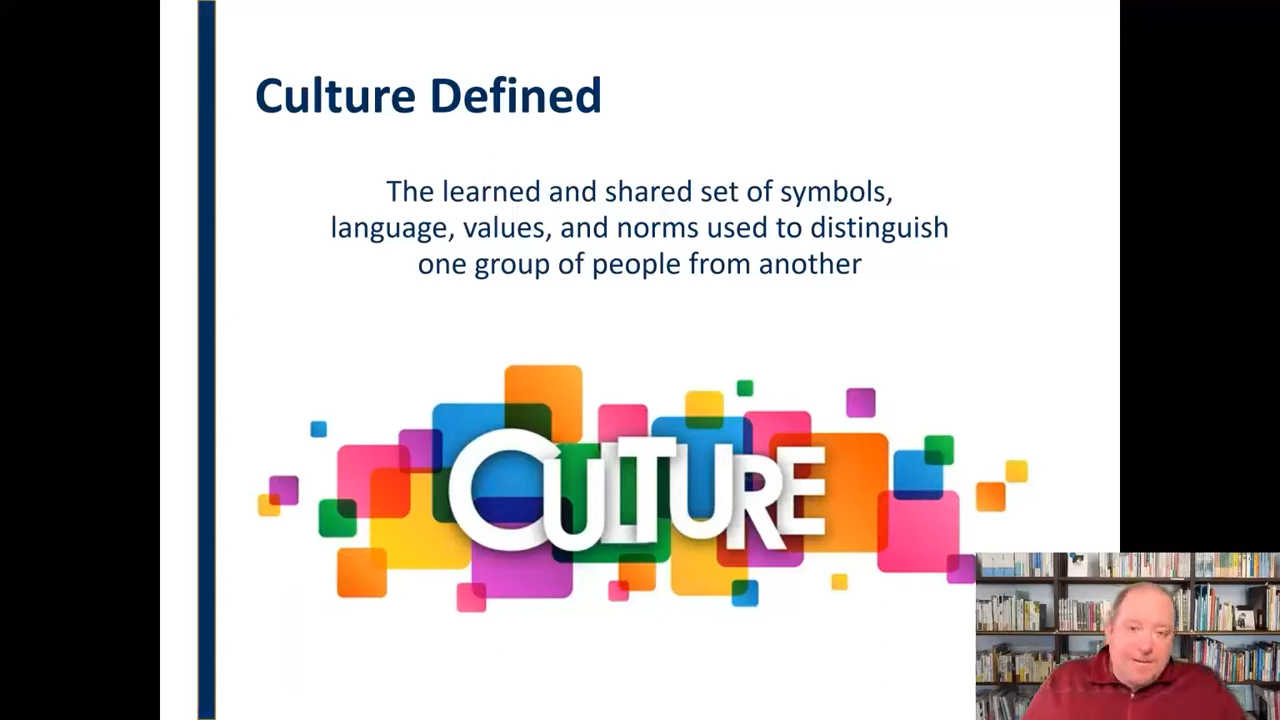 Culture Defined
The learned and shared set of symbols,
language, values, and norms used to distinguish
one group of people from another
CULTURE